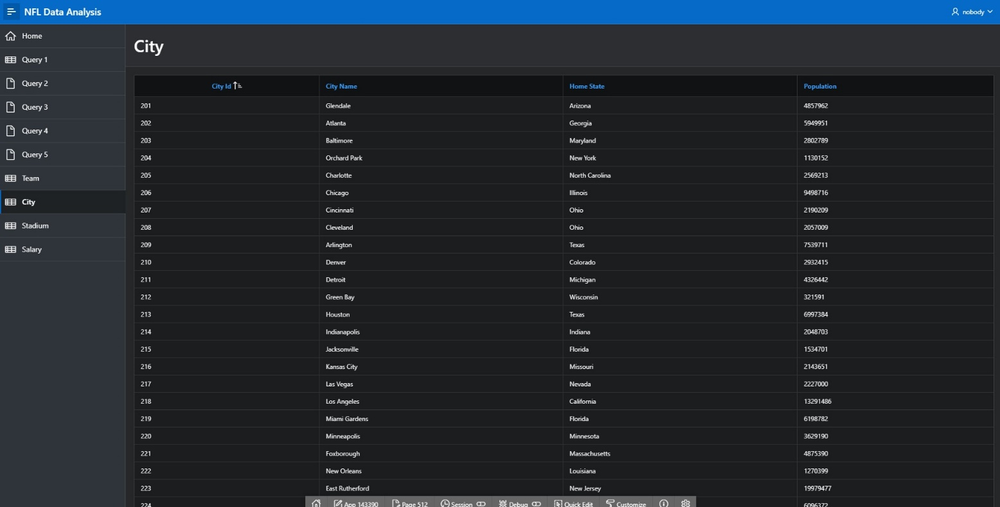 NFL Data Analysis
nobody
Home
Query 1
Query 2
Query 3
Query 4
Query 5
Team
City
Stadium
Salary
City
City Id City Name Home State Population
201 Glendale Arizona 4857962
202 Atlanta Georgia 5949951
203 Baltimore Maryland 2802789
204 Orchard Park New York 1130152
205 Charlotte North Carolina 2569213
206 Chicago Illinois 9498716
207 Cincinnati Ohio 2190209
208 Cleveland Ohio 2057009
209 Arlington Texas 7539711
210 Denver Colorado 2932415
211 Detroit Michigan 4326442
212 Green Bay Wisconsin 321591
213 Houston Texas 6997384
214 Indianapolis Indiana 2048703
215 Jacksonville Florida 1534701
216 Kansas City Missouri 2143651
217 Las Vegas Nevada 2227000
218 Los Angeles California 13291486
219 Miami Gardens Florida 6198782
220 Minneapolis Minnesota 3629190
221 Foxborough Massachusetts 4875390
222 New Orleans Louisiana 1270399
223 East Rutherford New Jersey 19979477
224 6096372
App 143390 Page 512 Session Debug Quick Edit Customize